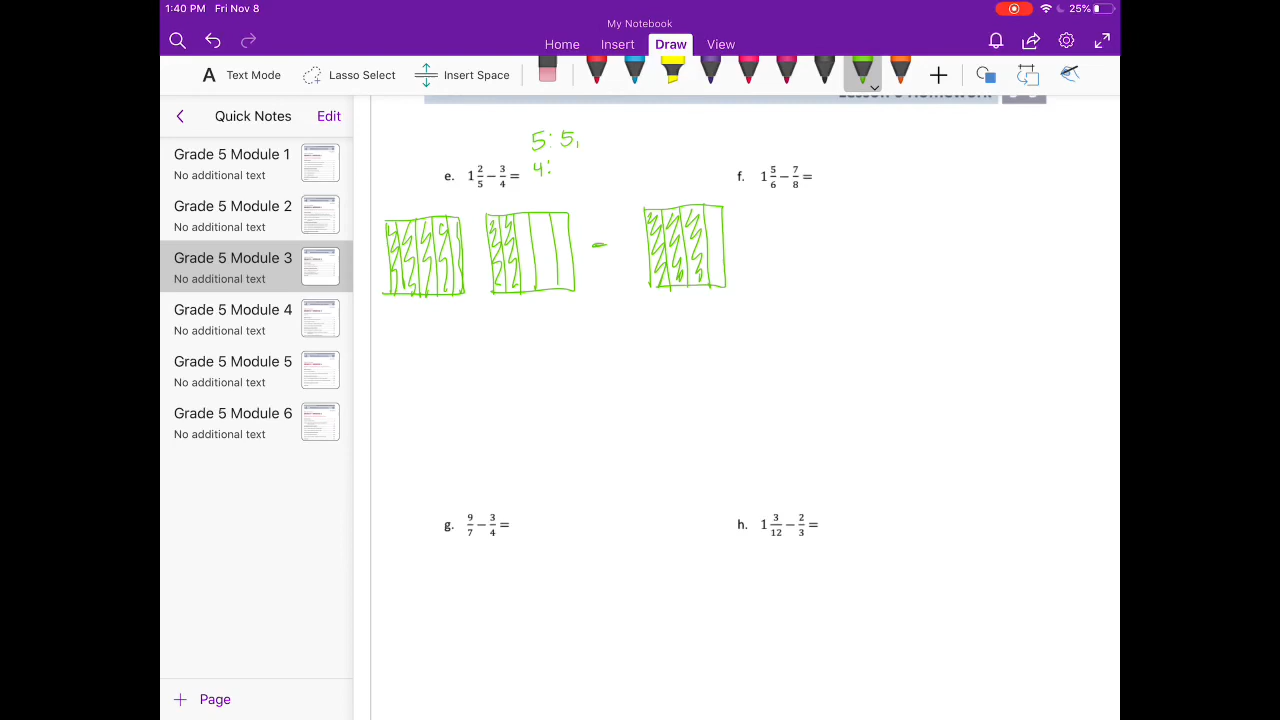 1:40 PM Fri Nov 8
25%
My Notebook
Home Insert Draw View
A Text Mode Lasso Select Insert Space
Quick Notes Edit
Grade 5 Module 1
No additional text
Grade 5 Module 2
No additional text
Grade 5 Module 3
No additional text
Grade 5 Module 4
No additional text
Grade 5 Module 5
No additional text
Grade 5 Module 6
No additional text
+ Page
5: 5,
4:
e. 1 2/5 − 3/4 =
f. 1 5/6 − 7/8 =
-
g. 9/7 − 3/4 =
h. 1 3/12 − 2/3 =